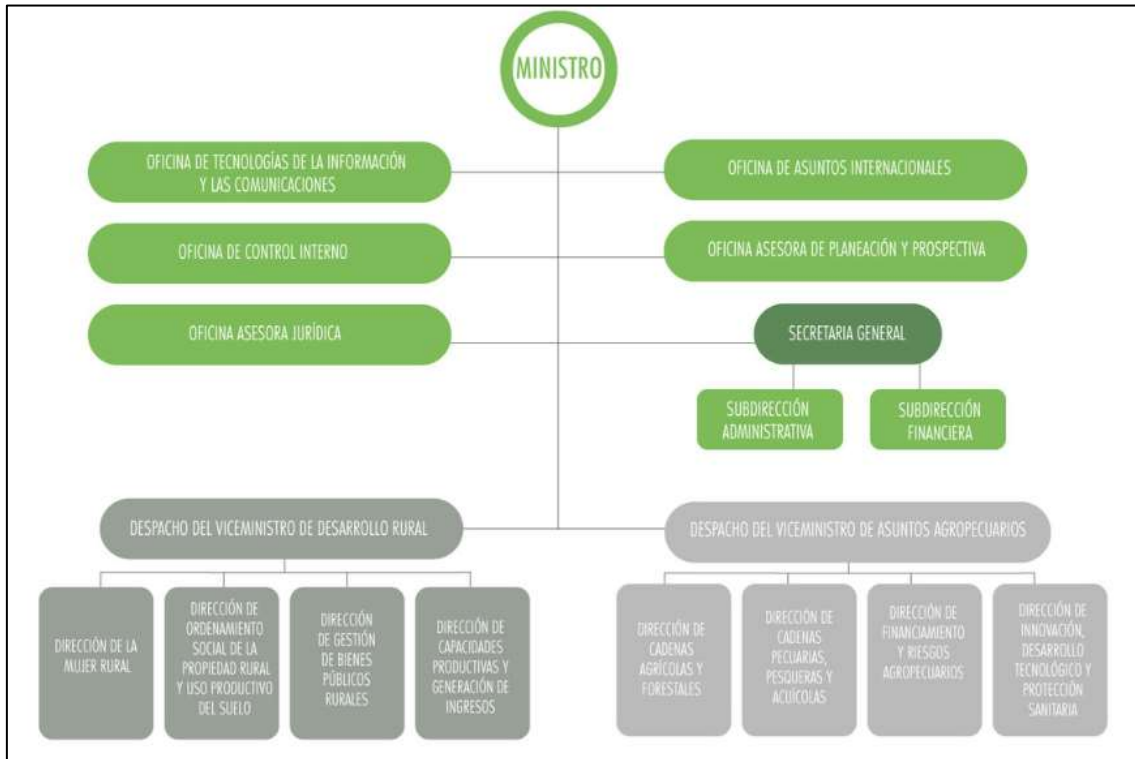 MINISTRO
OFICINA DE TECNOLOGÍAS DE LA INFORMACIÓN
Y LAS COMUNICACIONES
OFICINA DE ASUNTOS INTERNACIONALES
OFICINA DE CONTROL INTERNO
OFICINA ASESORA DE PLANEACIÓN Y PROSPECTIVA
OFICINA ASESORA JURÍDICA
SECRETARIA GENERAL
SUBDIRECCIÓN
ADMINISTRATIVA
SUBDIRECCIÓN
FINANCIERA
DESPACHO DEL VICEMINISTRO DE DESARROLLO RURAL
DIRECCIÓN DE LA
MUJER RURAL
DIRECCIÓN DE
ORDENAMIENTO
SOCIAL DE LA
PROPIEDAD RURAL
Y USO PRODUCTIVO
DEL SUELO
DIRECCIÓN
DE GESTIÓN
DE BIENES
PÚBLICOS
RURALES
DIRECCIÓN DE
CAPACIDADES
PRODUCTIVAS Y
GENERACIÓN DE
INGRESOS
DESPACHO DEL VICEMINISTRO DE ASUNTOS AGROPECUARIOS
DIRECCIÓN DE
CADENAS
AGRÍCOLAS Y
FORESTALES
DIRECCIÓN DE
CADENAS
PECUARIAS,
PESQUERAS Y
ACUÍCOLAS
DIRECCIÓN DE
FINANCIAMIENTO
Y RIESGOS
AGROPECUARIOS
DIRECCIÓN DE
INNOVACIÓN,
DESARROLLO
TECNOLÓGICO Y
PROTECCIÓN
SANITARIA